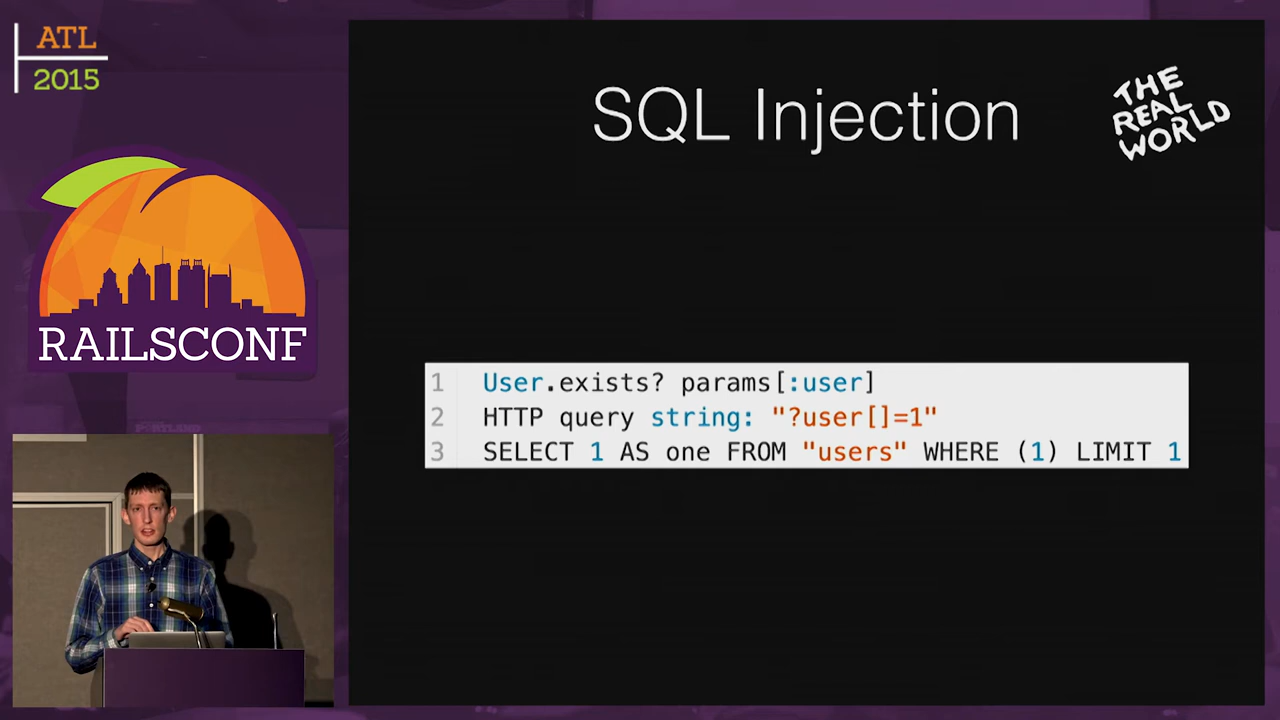 ATL
2015
RAILSCONF
SQL Injection
THE
REAL
WORLD
1 User.exists? params[:user]
2 HTTP query string: "?user[]=1"
3 SELECT 1 AS one FROM "users" WHERE (1) LIMIT 1